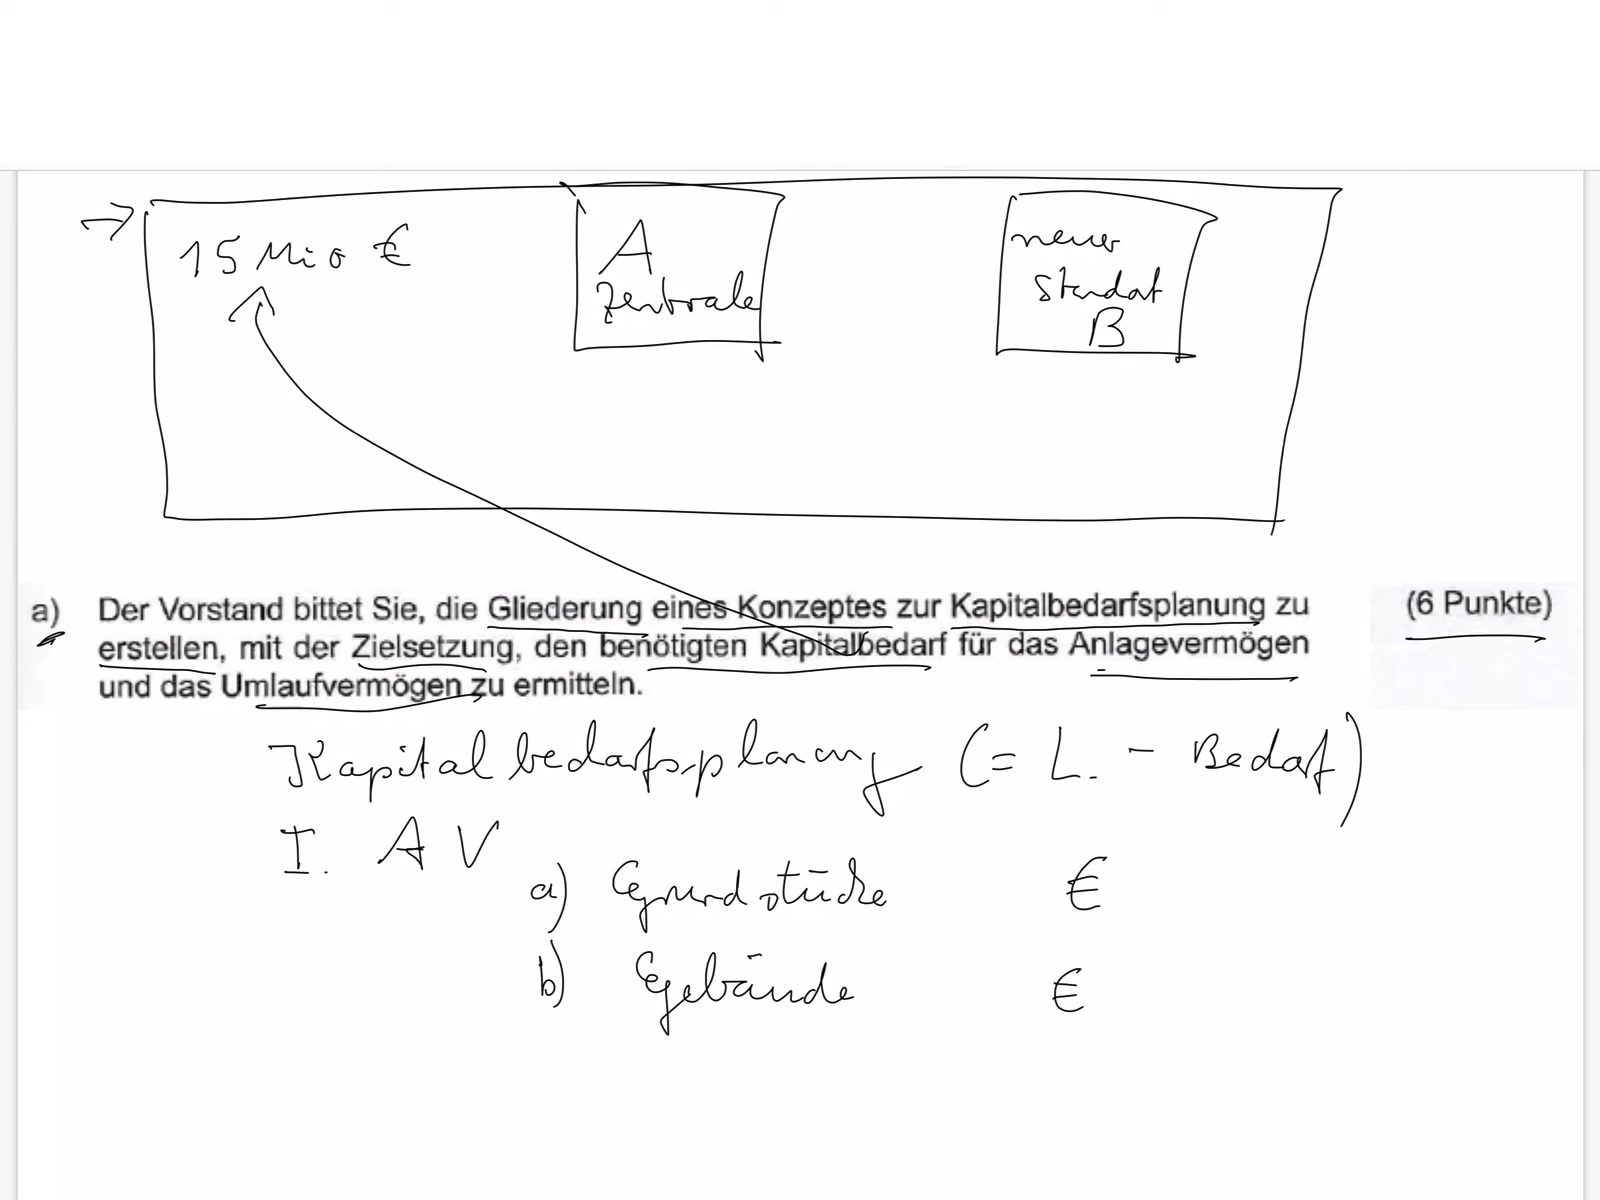 15 Mio €
A
Zentrale
neuer
Standort
B
a) Der Vorstand bittet Sie, die Gliederung eines Konzeptes zur Kapitalbedarfsplanung zu (6 Punkte)
erstellen, mit der Zielsetzung, den benötigten Kapitalbedarf für das Anlagevermögen
und das Umlaufvermögen zu ermitteln.
Kapitalbedarfsplanung (= L. - Bedarf)
I. AV
a) Grundstücke €
b) Gebäude €